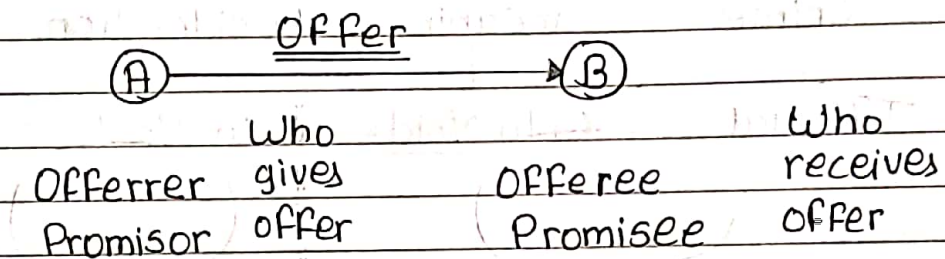 Offer
A B
Who Who
Offerrer gives Offeree receives
Promisor offer Promisee offer